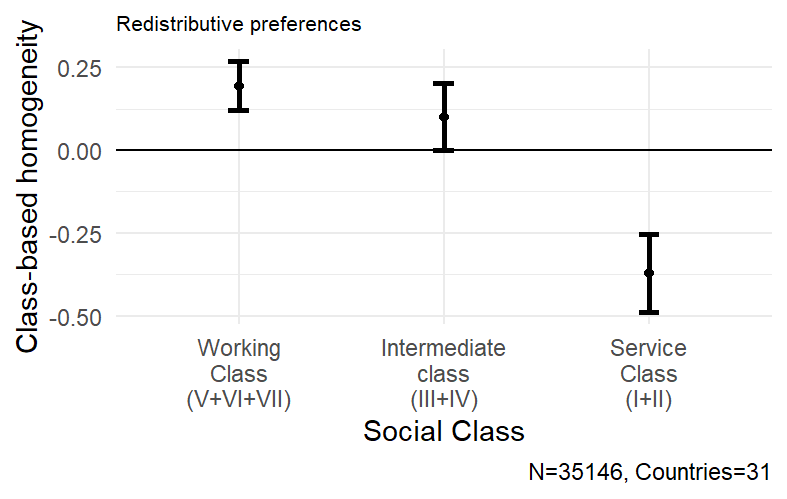 Redistributive preferences
Class-based homogeneity
0.25
0.00
-0.25
-0.50
Working
Class
(V+VI+VII)
Intermediate
class
(III+IV)
Service
Class
(I+II)
Social Class
N=35146, Countries=31